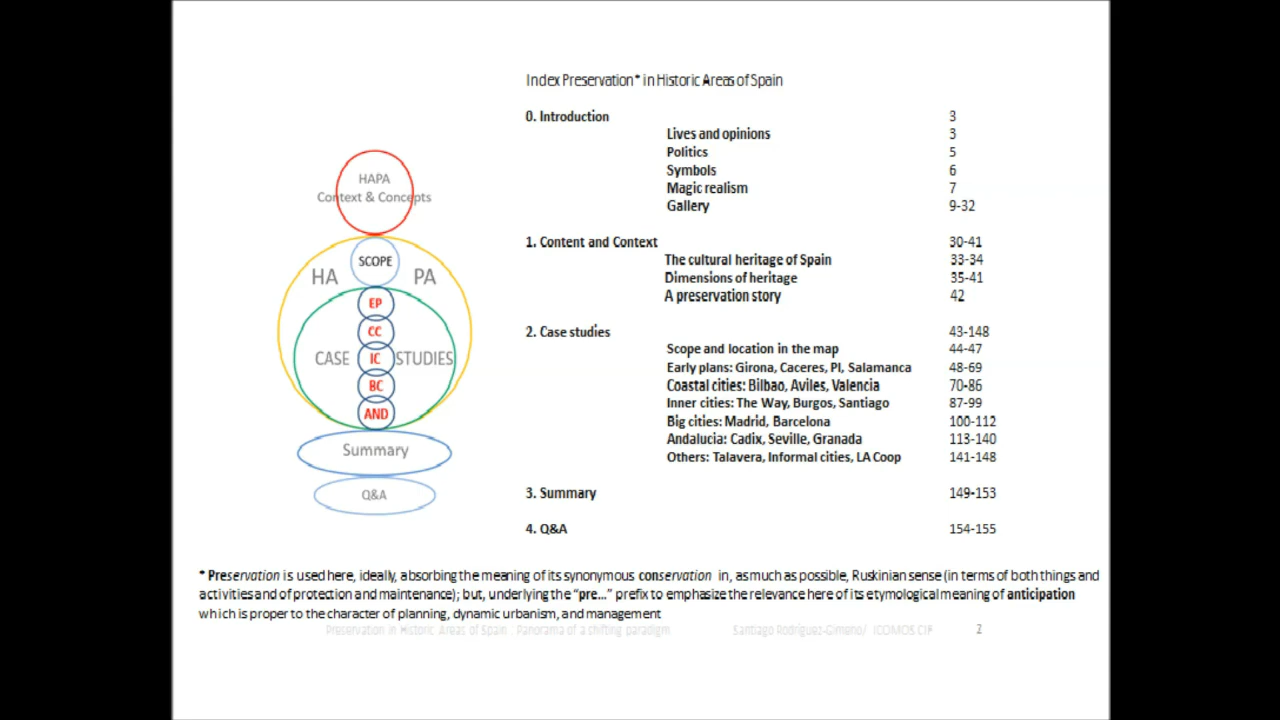 Index Preservation* in Historic Areas of Spain
0. Introduction 3
Lives and opinions 3
Politics 5
Symbols 6
Magic realism 7
Gallery 9-32
1. Content and Context 30-41
The cultural heritage of Spain 33-34
Dimensions of heritage 35-41
A preservation story 42
2. Case studies 43-148
Scope and location in the map 44-47
Early plans: Girona, Caceres, PI, Salamanca 48-69
Coastal cities: Bilbao, Aviles, Valencia 70-86
Inner cities: The Way, Burgos, Santiago 87-99
Big cities: Madrid, Barcelona 100-112
Andalucia: Cadix, Seville, Granada 113-140
Others: Talavera, Informal cities, LA Coop 141-148
3. Summary 149-153
4. Q&A 154-155
HAPA
Context & Concepts
SCOPE
HA PA
EP
CC
CASE IC STUDIES
BC
AND
Summary
Q&A
* Preservation is used here, ideally, absorbing the meaning of its synonymous conservation in, as much as possible, Ruskinian sense (in terms of both things and
activities and of protection and maintenance); but, underlying the “pre...” prefix to emphasize the relevance here of its etymological meaning of anticipation
which is proper to the character of planning, dynamic urbanism, and management
Preservation in Historic Areas of Spain : Panorama of a shifting paradigm Santiago Rodríguez-Gimeno/ ICOMOS CIF 2